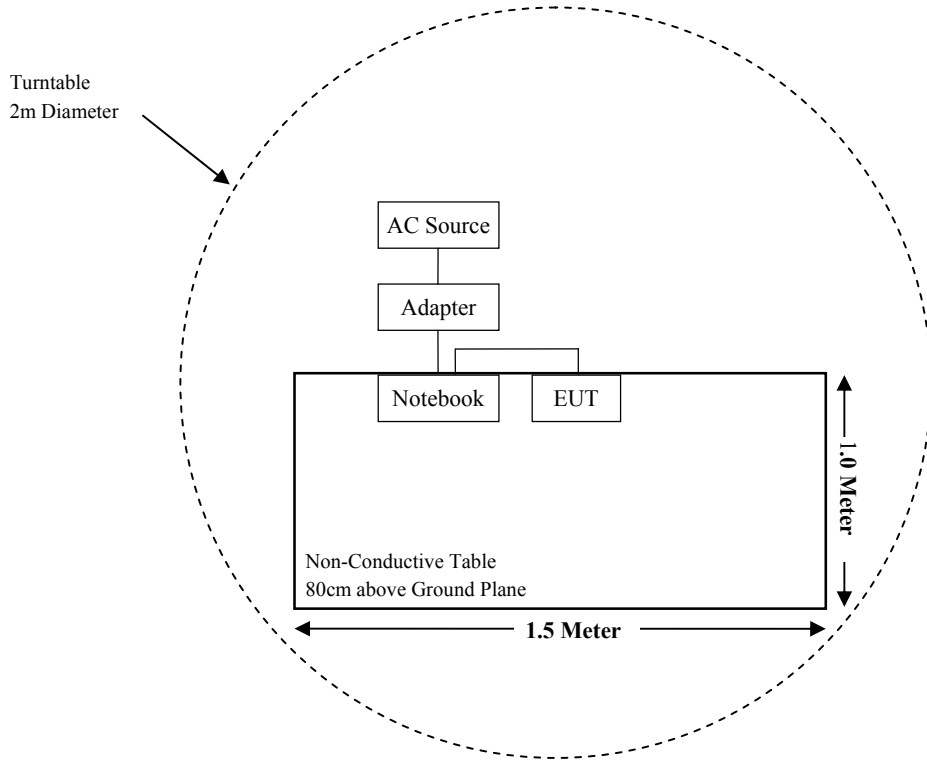 Turntable
2m Diameter
AC Source
Adapter
Notebook
EUT
1.0 Meter
Non-Conductive Table
80cm above Ground Plane
1.5 Meter